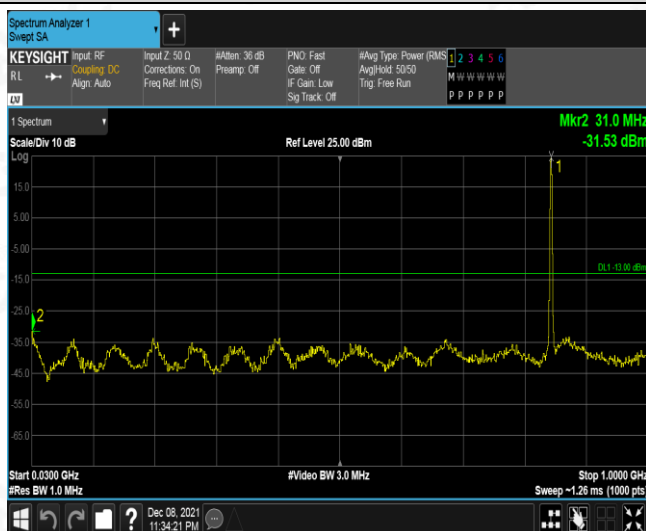 Spectrum Analyzer 1
Swept SA
+
KEYSIGHT Input: RF Input Z: 50 Ω #Atten: 36 dB PNO: Fast #Avg Type: Power (RMS 1 2 3 4 5 6
RL Coupling: DC Corrections: On Preamp: Off Gate: Off Avg|Hold: 50/50 M W W W W W
Align: Auto Freq Ref: Int (S) IF Gain: Low Trig: Free Run
Sig Track: Off P P P P P P
LXI
1 Spectrum Mkr2 31.0 MHz
Scale/Div 10 dB Ref Level 25.00 dBm -31.53 dBm
Log
1
15.0
5.00
-5.00
DL1 -13.00 dBm
-15.0
-25.0
2
-35.0
-45.0
-55.0
-65.0
Start 0.0300 GHz #Video BW 3.0 MHz Stop 1.0000 GHz
#Res BW 1.0 MHz Sweep ~1.26 ms (1000 pts)
? Dec 08, 2021
11:34:21 PM